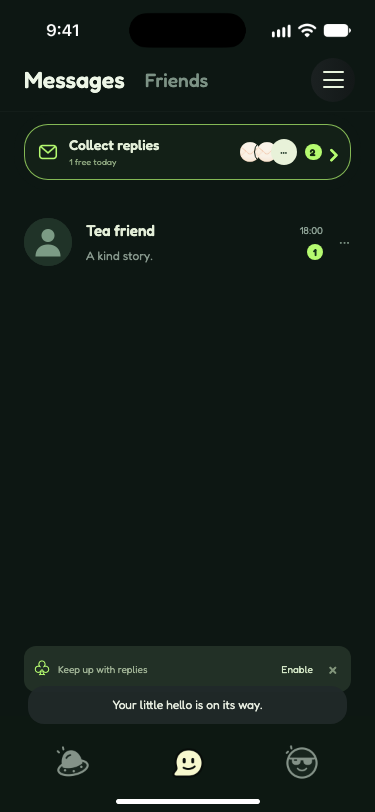 9:41
Messages Friends
Collect replies
1 free today
2
Tea friend
18:00
A kind story.
1
Keep up with replies
Enable
Your little hello is on its way.